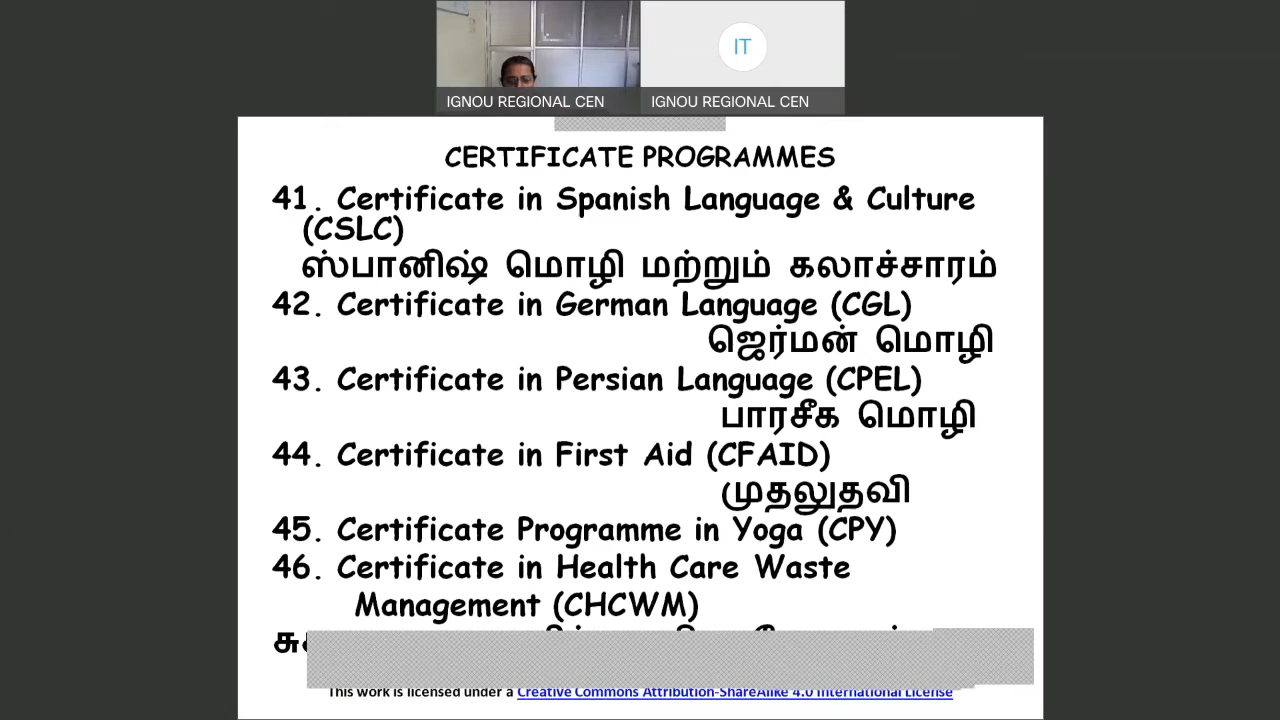 IT
IGNOU REGIONAL CEN
IGNOU REGIONAL CEN
CERTIFICATE PROGRAMMES
41. Certificate in Spanish Language & Culture
(CSLC)
ஸ்பானிஷ் மொழி மற்றும் கலாச்சாரம்
42. Certificate in German Language (CGL)
ஜெர்மன் மொழி
43. Certificate in Persian Language (CPEL)
பாரசீக மொழி
44. Certificate in First Aid (CFAID)
முதலுதவி
45. Certificate Programme in Yoga (CPY)
46. Certificate in Health Care Waste
Management (CHCWM)
This work is licensed under a Creative Commons Attribution-ShareAlike 4.0 International License